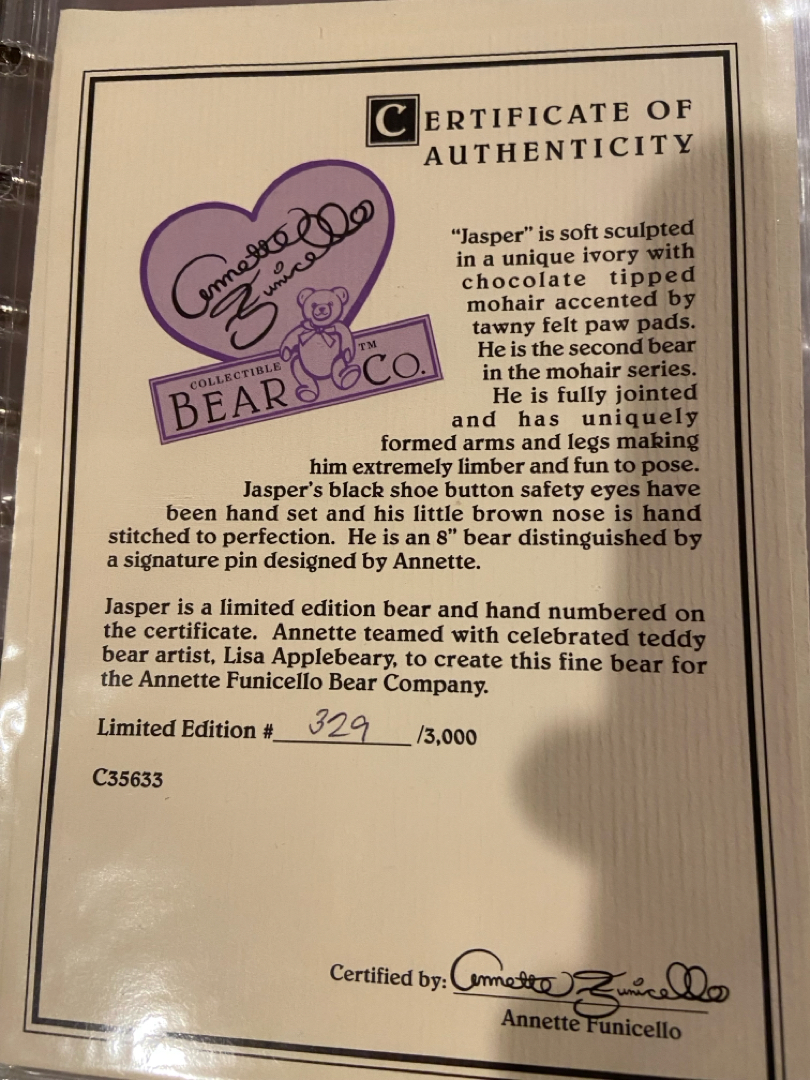 CERTIFICATE OF
AUTHENTICITY
Annette
Funicello
COLLECTIBLE
BEAR CO.™
"Jasper" is soft sculpted
in a unique ivory with
chocolate tipped
mohair accented by
tawny felt paw pads.
He is the second bear
in the mohair series.
He is fully jointed
and has uniquely
formed arms and legs making
him extremely limber and fun to pose.
Jasper's black shoe button safety eyes have
been hand set and his little brown nose is hand
stitched to perfection. He is an 8" bear distinguished by
a signature pin designed by Annette.
Jasper is a limited edition bear and hand numbered on
the certificate. Annette teamed with celebrated teddy
bear artist, Lisa Applebeary, to create this fine bear for
the Annette Funicello Bear Company.
Limited Edition # 329 /3,000
C35633
Certified by: Annette Funicello
Annette Funicello